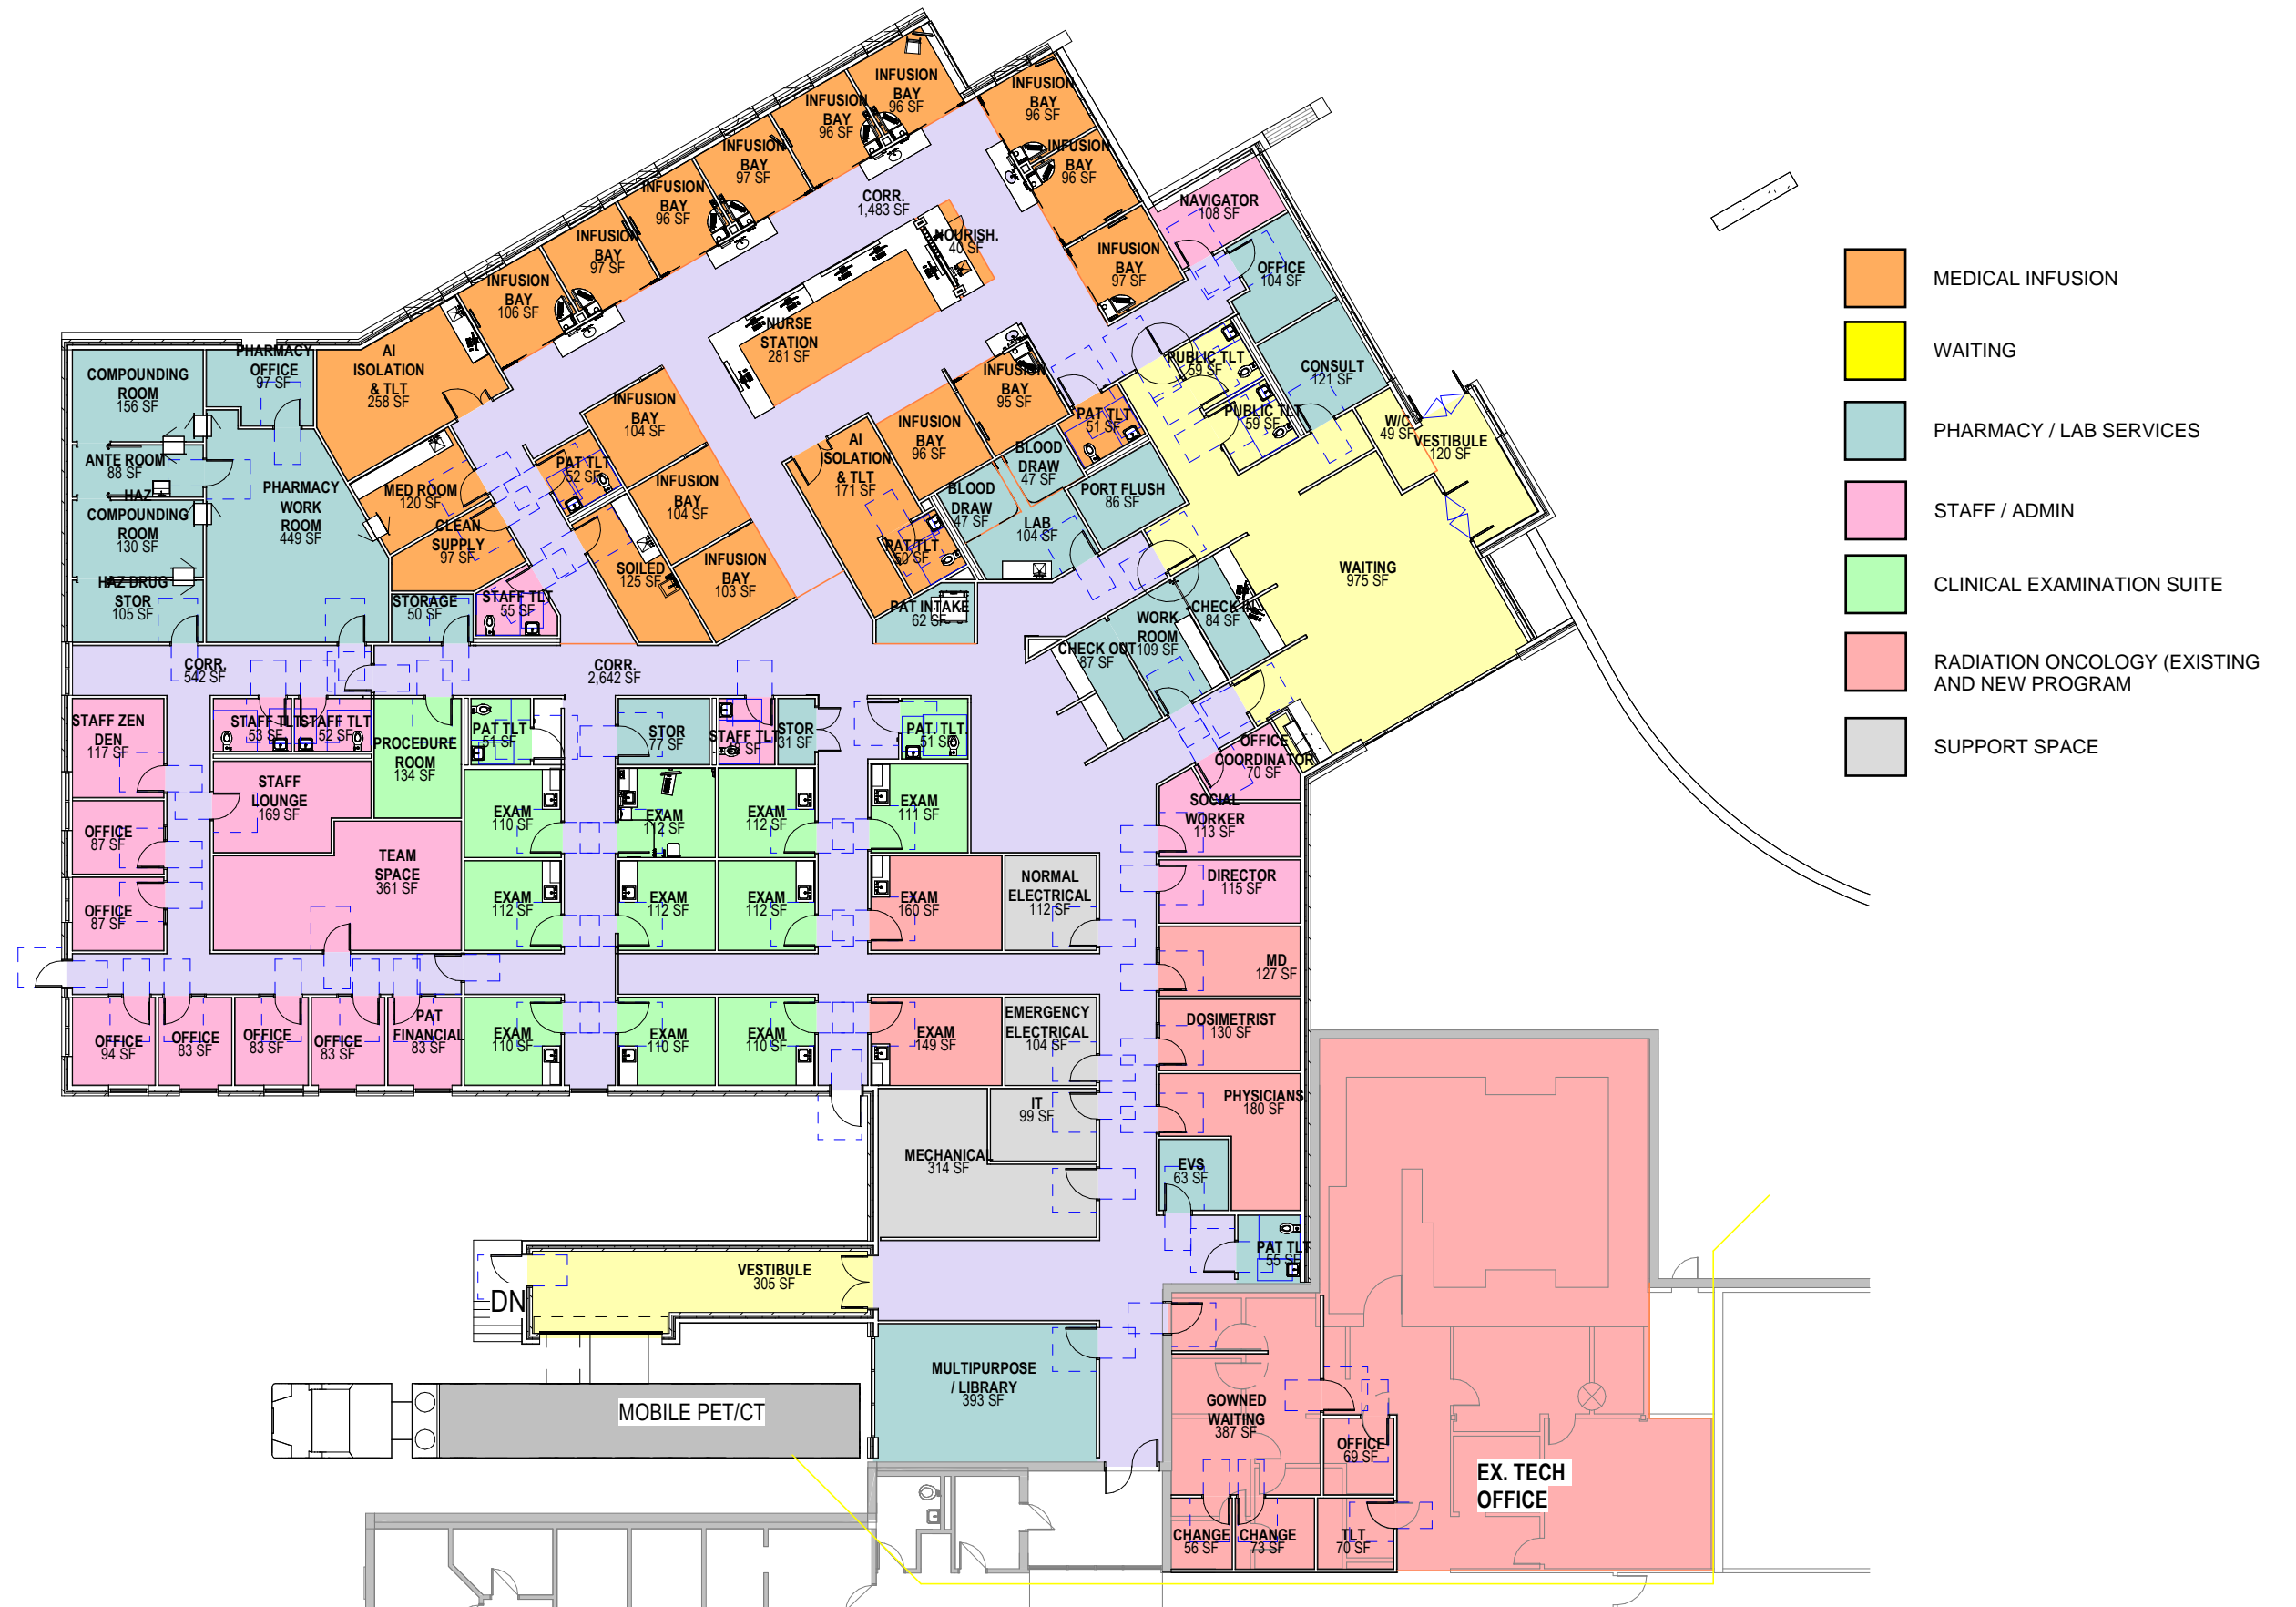 INFUSION
BAY
96 SF
INFUSION
BAY
96 SF
INFUSION
BAY
97 SF
INFUSION
BAY
96 SF
INFUSION
BAY
97 SF
INFUSION
BAY
106 SF
INFUSION
BAY
96 SF
INFUSION
BAY
96 SF
INFUSION
BAY
97 SF
CORR.
1,483 SF
NOURISH.
40 SF
NURSE
STATION
281 SF
NAVIGATOR
108 SF
OFFICE
104 SF
CONSULT
121 SF
PUBLIC TLT
59 SF
PUBLIC TLT
59 SF
W/C
49 SF
VESTIBULE
120 SF
WAITING
975 SF
AI
ISOLATION
& TLT
258 SF
PHARMACY
OFFICE
97 SF
COMPOUNDING
ROOM
156 SF
ANTE ROOM
88 SF
HAZ
COMPOUNDING
ROOM
130 SF
HAZ DRUG
STOR
105 SF
PHARMACY
WORK
ROOM
449 SF
MED ROOM
120 SF
CLEAN
SUPPLY
97 SF
STORAGE
50 SF
STAFF TLT
55 SF
PAT TLT
52 SF
SOILED
125 SF
INFUSION
BAY
104 SF
INFUSION
BAY
104 SF
INFUSION
BAY
103 SF
AI
ISOLATION
& TLT
171 SF
INFUSION
BAY
96 SF
INFUSION
BAY
95 SF
PAT TLT
51 SF
PAT TLT
50 SF
BLOOD
DRAW
47 SF
BLOOD
DRAW
47 SF
PORT FLUSH
86 SF
LAB
104 SF
PAT INTAKE
62 SF
CHECK IN
84 SF
WORK
ROOM
109 SF
CHECK OUT
87 SF
CORR.
542 SF
CORR.
2,642 SF
STAFF ZEN
DEN
117 SF
STAFF TLT
53 SF
STAFF TLT
52 SF
PROCEDURE
ROOM
134 SF
PAT TLT
51 SF
STOR
77 SF
STAFF TLT
STOR
31 SF
PAT. TLT.
51 SF
OFFICE
COORDINATOR
70 SF
STAFF
LOUNGE
169 SF
OFFICE
87 SF
OFFICE
87 SF
TEAM
SPACE
361 SF
EXAM
110 SF
EXAM
112 SF
EXAM
112 SF
EXAM
111 SF
SOCIAL
WORKER
113 SF
EXAM
112 SF
EXAM
112 SF
EXAM
112 SF
EXAM
160 SF
NORMAL
ELECTRICAL
112 SF
DIRECTOR
115 SF
MD
127 SF
DOSIMETRIST
130 SF
OFFICE
94 SF
OFFICE
83 SF
OFFICE
83 SF
OFFICE
83 SF
PAT
FINANCIAL
83 SF
EXAM
110 SF
EXAM
110 SF
EXAM
110 SF
EXAM
149 SF
EMERGENCY
ELECTRICAL
104 SF
PHYSICIANS
180 SF
IT
99 SF
MECHANICAL
314 SF
EVS
63 SF
PAT TLT
55 SF
VESTIBULE
305 SF
DN
MOBILE PET/CT
MULTIPURPOSE
/ LIBRARY
393 SF
GOWNED
WAITING
387 SF
OFFICE
69 SF
CHANGE
56 SF
CHANGE
73 SF
TLT
70 SF
EX. TECH
OFFICE
MEDICAL INFUSION
WAITING
PHARMACY / LAB SERVICES
STAFF / ADMIN
CLINICAL EXAMINATION SUITE
RADIATION ONCOLOGY (EXISTING
AND NEW PROGRAM
SUPPORT SPACE